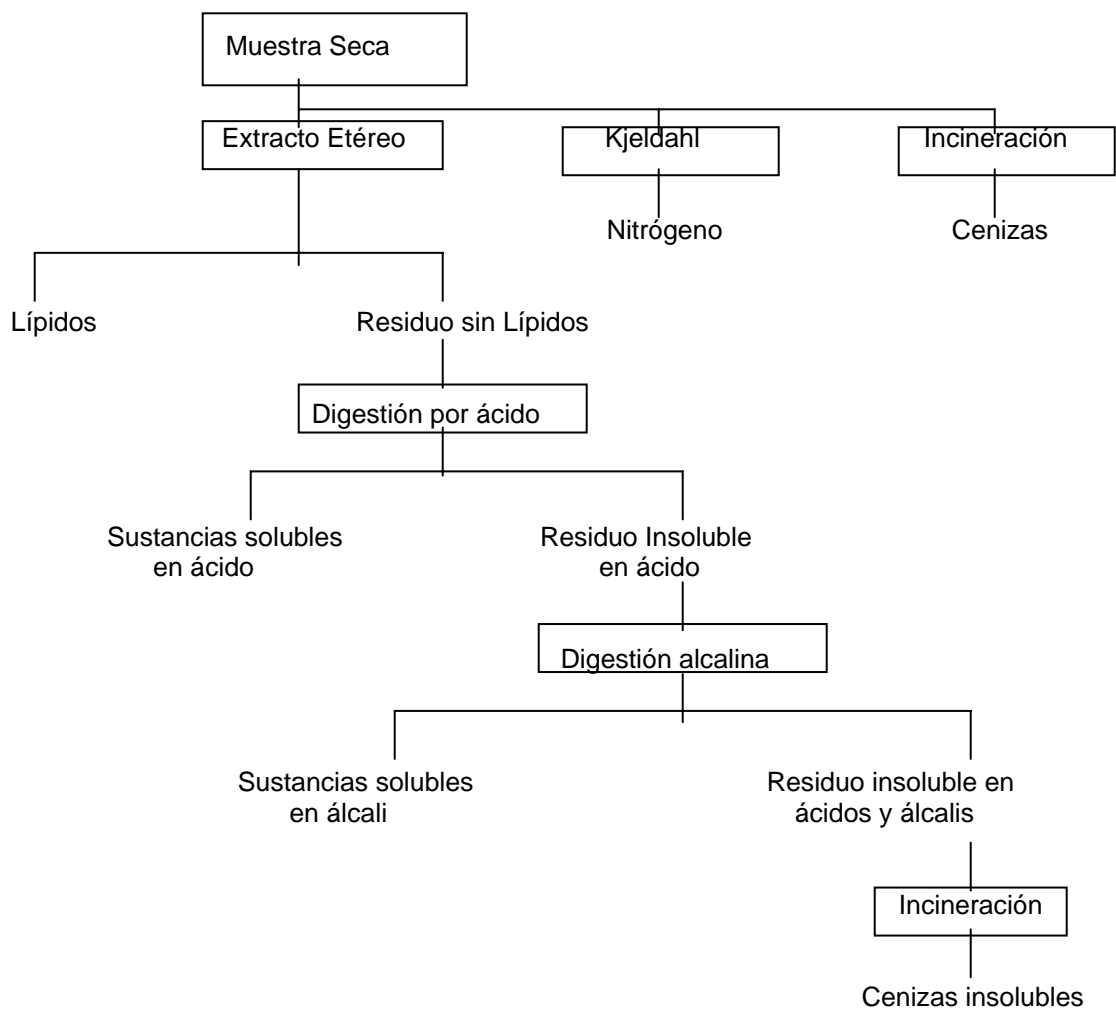 Muestra Seca
Extracto Etéreo
Kjeldahl
Incineración
Nitrógeno
Cenizas
Lípidos
Residuo sin Lípidos
Digestión por ácido
Sustancias solubles
en ácido
Residuo Insoluble
en ácido
Digestión alcalina
Sustancias solubles
en álcali
Residuo insoluble en
ácidos y álcalis
Incineración
Cenizas insolubles